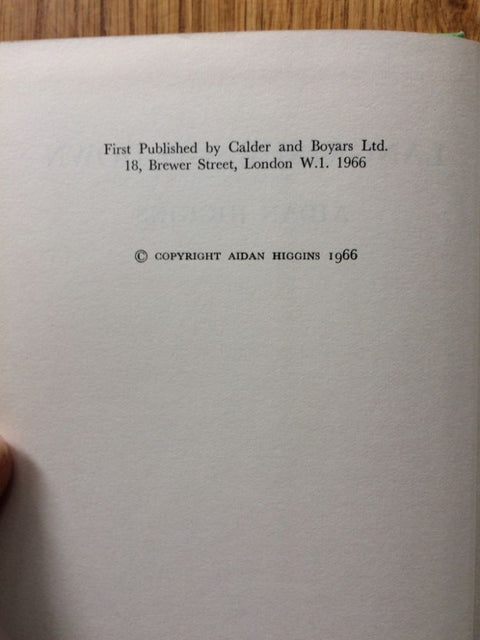 First Published by Calder and Boyars Ltd.
18, Brewer Street, London W.1. 1966
© COPYRIGHT AIDAN HIGGINS 1966